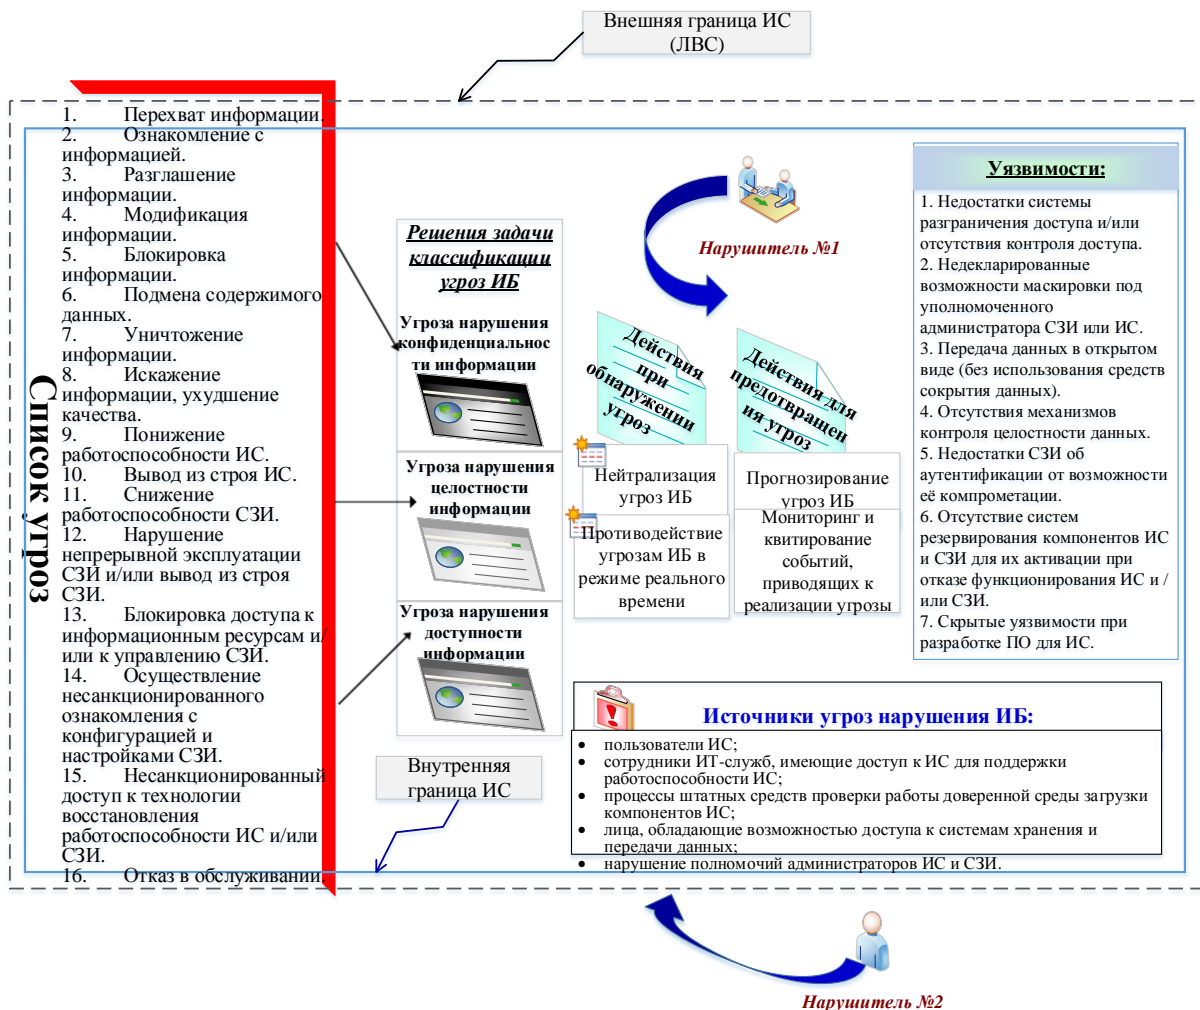 Внешняя граница ИС
(ЛВС)
Список угроз
1. Перехват информации.
2. Ознакомление с
информацией.
3. Разглашение
информации.
4. Модификация
информации.
5. Блокировка
информации.
6. Подмена содержимого
данных.
7. Уничтожение
информации.
8. Искажение
информации, ухудшение
качества.
9. Понижение
работоспособности ИС.
10. Вывод из строя ИС.
11. Снижение
работоспособности СЗИ.
12. Нарушение
непрерывной эксплуатации
СЗИ и/или вывод из строя
СЗИ.
13. Блокировка доступа к
информационным ресурсам и/
или к управлению СЗИ.
14. Осуществление
несанкционированного
ознакомления с
конфигурацией и
настройками СЗИ.
15. Несанкционированный
доступ к технологии
восстановления
работоспособности ИС и/или
СЗИ.
16. Отказ в обслуживании.
Решения задачи
классификации
угроз ИБ
Угроза нарушения
конфиденциальнос
ти информации
Угроза нарушения
целостности
информации
Угроза нарушения
доступности
информации
Внутренняя
граница ИС
Нарушитель №1
Действия
при
обнаружении
угроз
Нейтрализация
угроз ИБ
Противодействие
угрозам ИБ в
режиме реального
времени
Действия для
предотвращен
ия угроз
Прогнозирование
угроз ИБ
Мониторинг и
квитирование
событий,
приводящих к
реализации угрозы
Уязвимости:
1. Недостатки системы
разграничения доступа и/или
отсутствия контроля доступа.
2. Недекларированные
возможности маскировки под
уполномоченного
администратора СЗИ или ИС.
3. Передача данных в открытом
виде (без использования средств
сокрытия данных).
4. Отсутствия механизмов
контроля целостности данных.
5. Недостатки СЗИ об
аутентификации от возможности
её компрометации.
6. Отсутствие систем
резервирования компонентов ИС
и СЗИ для их активации при
отказе функционирования ИС и /
или СЗИ.
7. Скрытые уязвимости при
разработке ПО для ИС.
Источники угроз нарушения ИБ:
• пользователи ИС;
• сотрудники ИТ-служб, имеющие доступ к ИС для поддержки
работоспособности ИС;
• процессы штатных средств проверки работы доверенной среды загрузки
компонентов ИС;
• лица, обладающие возможностью доступа к системам хранения и
передачи данных;
• нарушение полномочий администраторов ИС и СЗИ.
Нарушитель №2